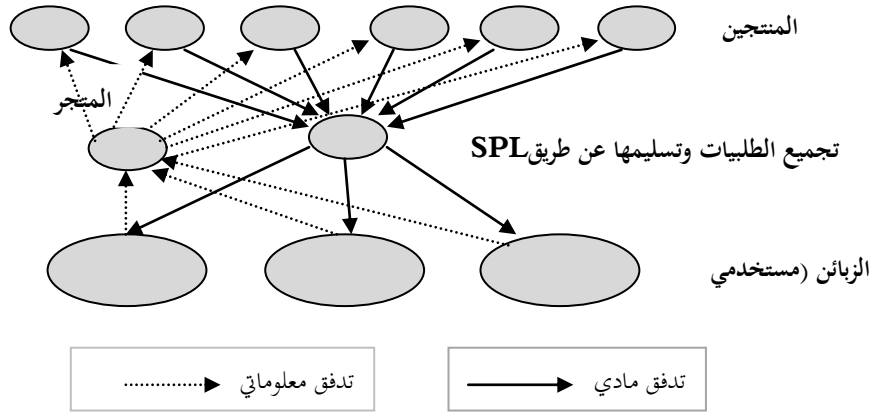 المنتجين
المتجر
تجميع الطلبيات وتسليمها عن طريقSPL
الزبائن (مستخدمي
تدفق مادي
تدفق معلوماتي